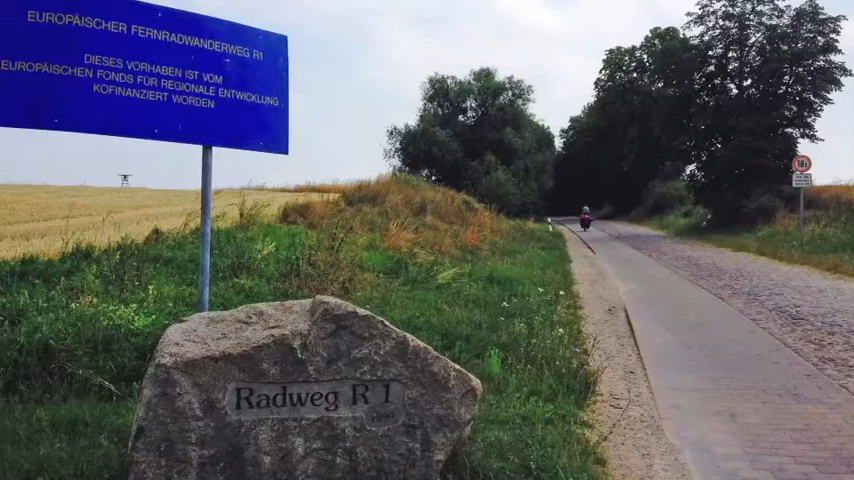 EUROPÄISCHER FERNRADWANDERWEG R1
DIESES VORHABEN IST VOM
EUROPÄISCHEN FONDS FÜR REGIONALE ENTWICKLUNG
KOFINANZIERT WORDEN
Radweg R 1